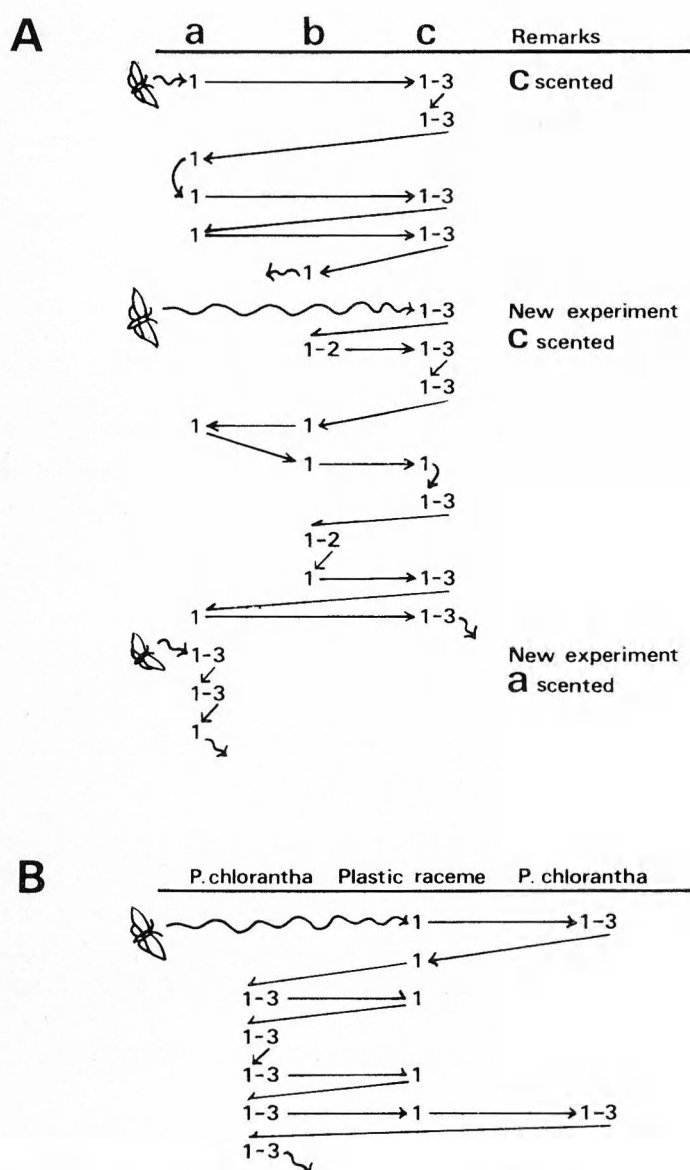 A a b c Remarks
1 1-3 C scented
1-3
1
1 1-3
1 1-3
1
1-3 New experiment
1-2 1-3 C scented
1-3
1 1
1 1
1-3
1-2
1 1-3
1 1-3
1-3 New experiment
1-3 a scented
1
B P. chlorantha Plastic raceme P. chlorantha
1 1-3
1
1-3 1
1-3
1-3 1
1-3 1 1-3
1-3